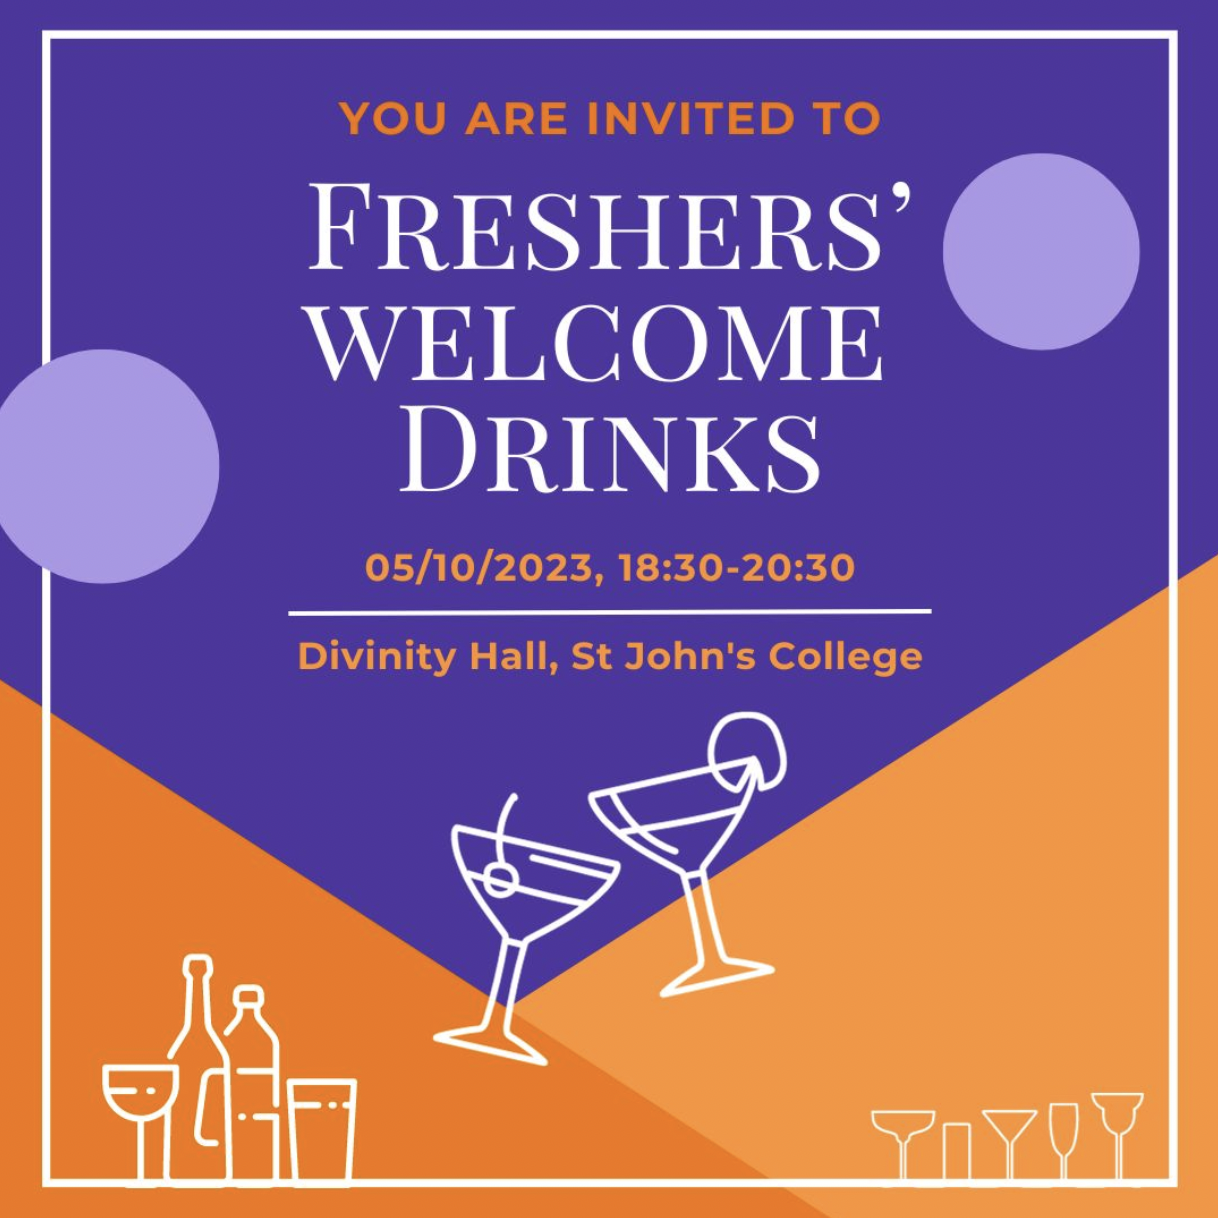 YOU ARE INVITED TO
FRESHERS’
WELCOME
DRINKS
05/10/2023, 18:30-20:30
Divinity Hall, St John's College